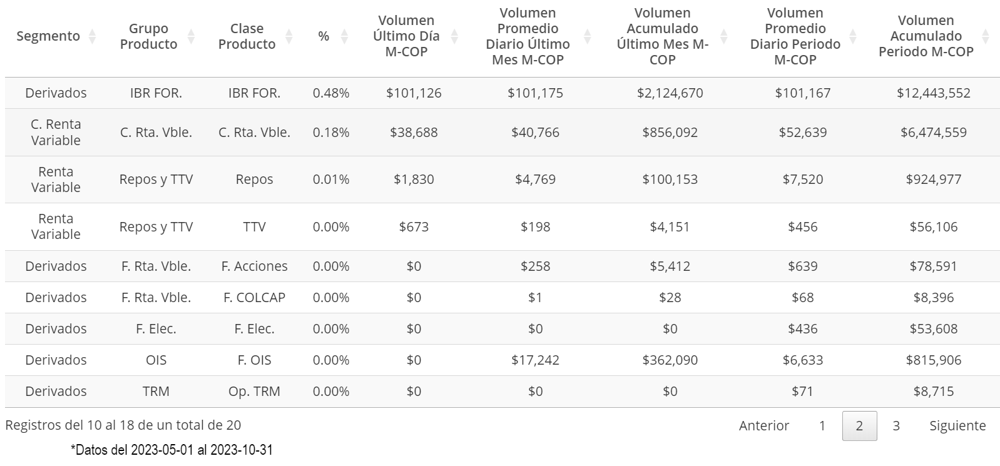 Segmento Grupo Producto Clase Producto % Volumen Último Día M-COP Volumen Promedio Diario Último Mes M-COP Volumen Acumulado Último Mes M-COP Volumen Promedio Diario Periodo M-COP Volumen Acumulado Periodo M-COP
Derivados IBR FOR. IBR FOR. 0.48% $101,126 $101,175 $2,124,670 $101,167 $12,443,552
C. Renta Variable C. Rta. Vble. C. Rta. Vble. 0.18% $38,688 $40,766 $856,092 $52,639 $6,474,559
Renta Variable Repos y TTV Repos 0.01% $1,830 $4,769 $100,153 $7,520 $924,977
Renta Variable Repos y TTV TTV 0.00% $673 $198 $4,151 $456 $56,106
Derivados F. Rta. Vble. F. Acciones 0.00% $0 $258 $5,412 $639 $78,591
Derivados F. Rta. Vble. F. COLCAP 0.00% $0 $1 $28 $68 $8,396
Derivados F. Elec. F. Elec. 0.00% $0 $0 $0 $436 $53,608
Derivados OIS F. OIS 0.00% $0 $17,242 $362,090 $6,633 $815,906
Derivados TRM Op. TRM 0.00% $0 $0 $0 $71 $8,715
Registros del 10 al 18 de un total de 20 Anterior 1 2 3 Siguiente
*Datos del 2023-05-01 al 2023-10-31